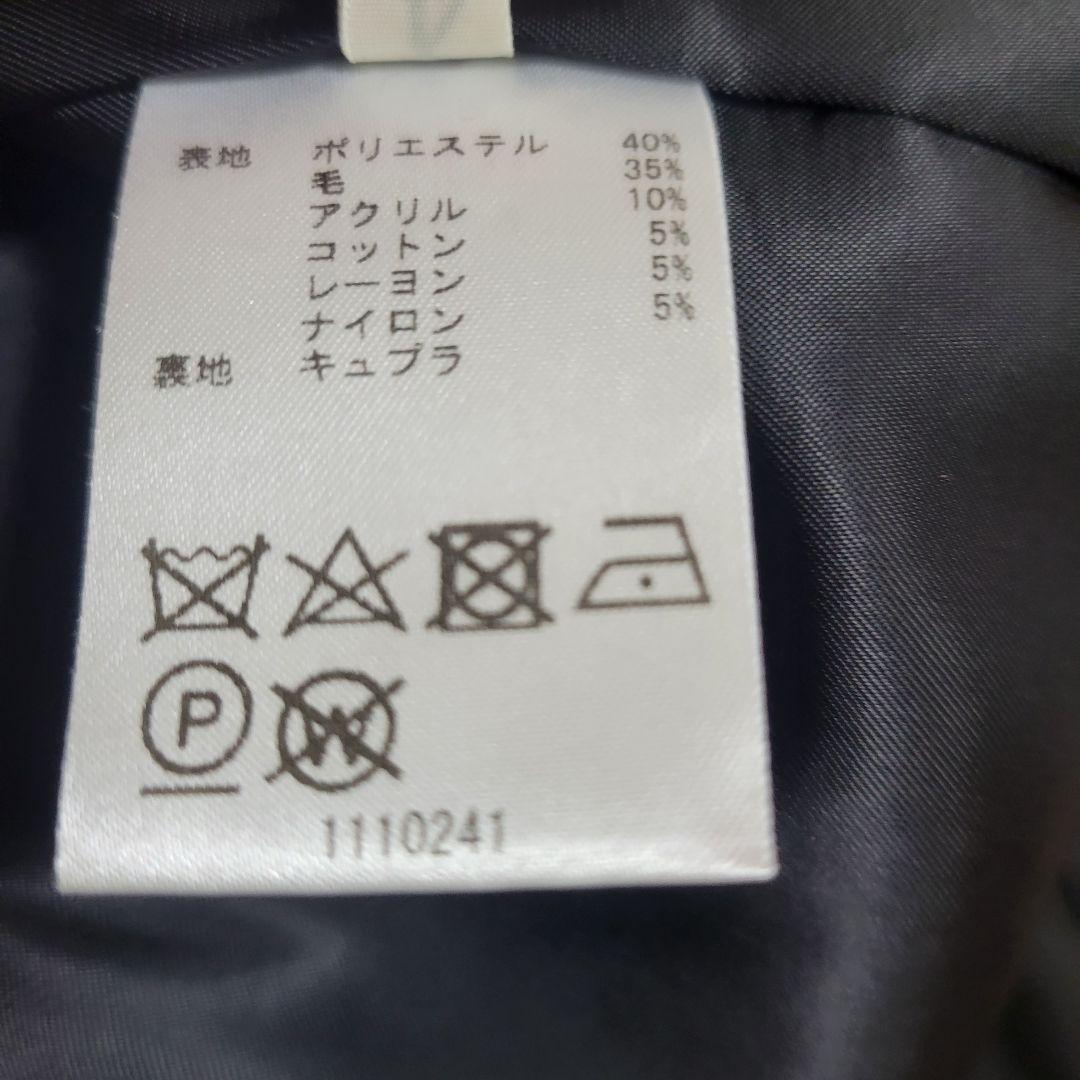 表地 ポリエステル 40%
毛 35%
アクリル 10%
コットン 5%
レーヨン 5%
ナイロン 5%
裏地 キュプラ
P W
1110241